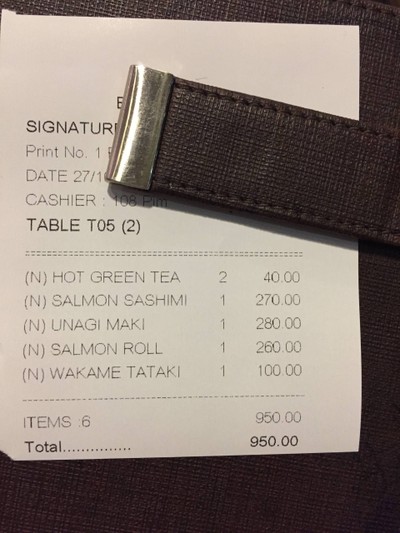 SIGNATURE
Print No. 1
DATE 27/1
CASHIER : 108 Pim
TABLE T05 (2)
(N) HOT GREEN TEA 2 40.00
(N) SALMON SASHIMI 1 270.00
(N) UNAGI MAKI 1 280.00
(N) SALMON ROLL 1 260.00
(N) WAKAME TATAKI 1 100.00
ITEMS :6 950.00
Total............... 950.00